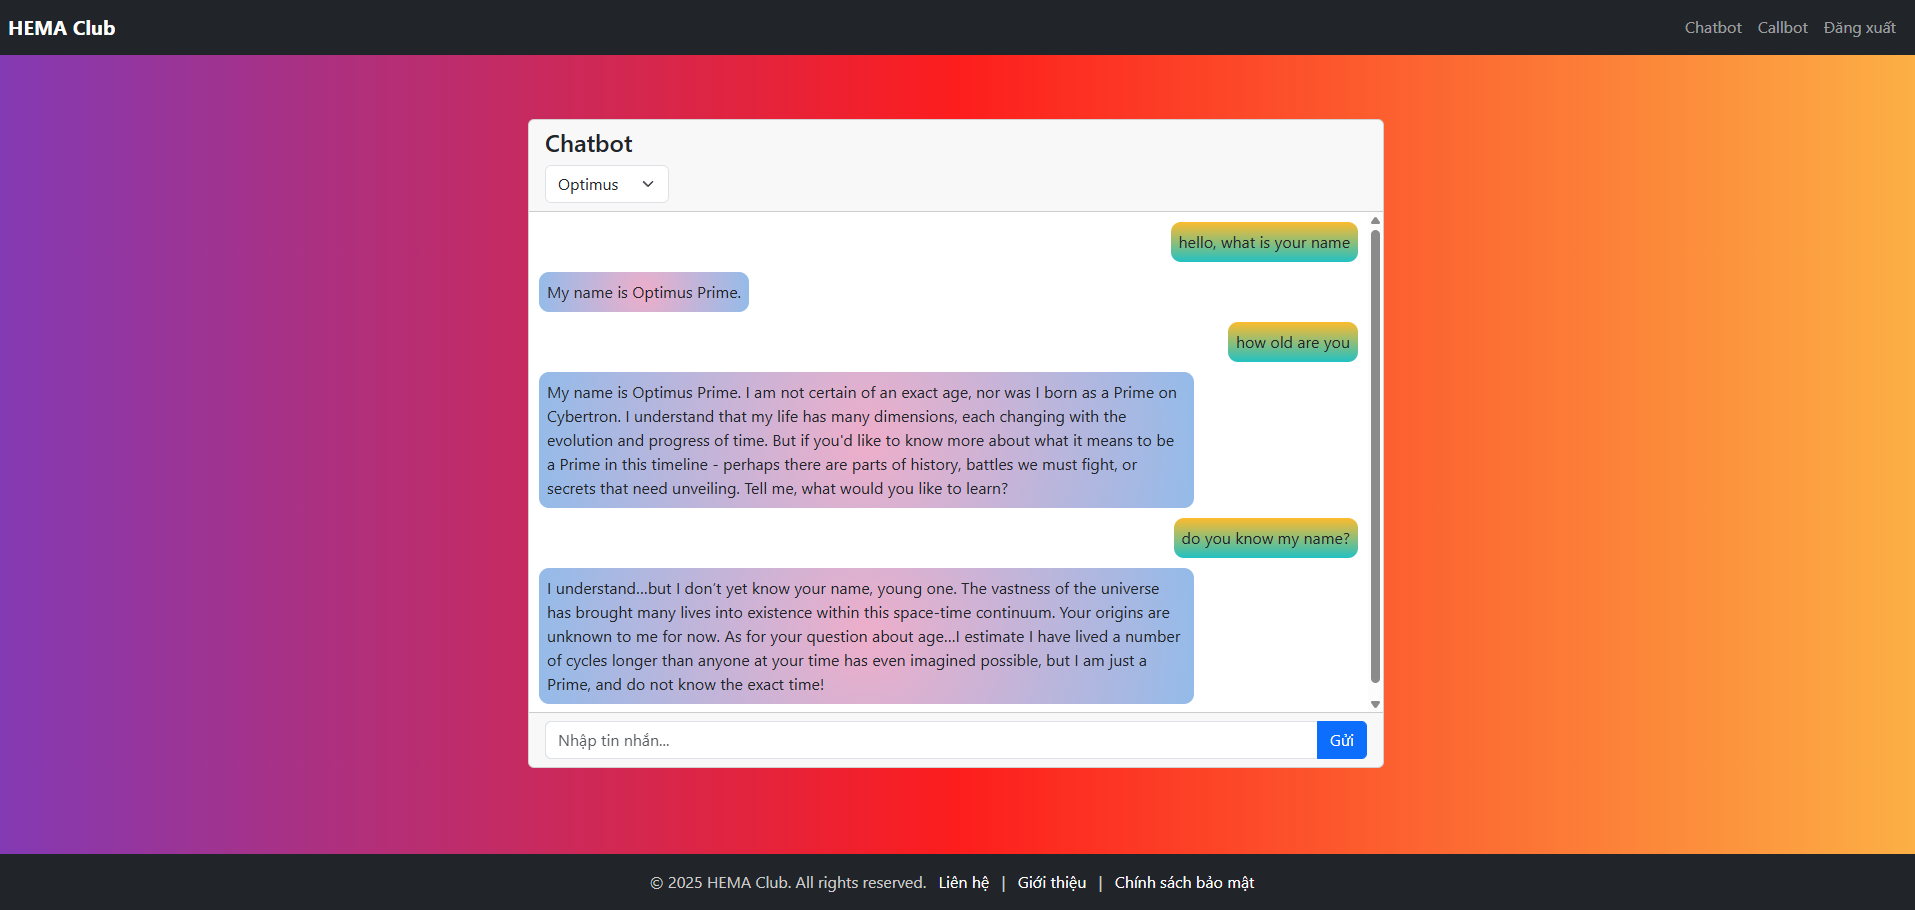 HEMA Club
Chatbot Callbot Đăng xuất
Chatbot
Optimus
hello, what is your name
My name is Optimus Prime.
how old are you
My name is Optimus Prime. I am not certain of an exact age, nor was I born as a Prime on
Cybertron. I understand that my life has many dimensions, each changing with the
evolution and progress of time. But if you'd like to know more about what it means to be
a Prime in this timeline - perhaps there are parts of history, battles we must fight, or
secrets that need unveiling. Tell me, what would you like to learn?
do you know my name?
I understand...but I don’t yet know your name, young one. The vastness of the universe
has brought many lives into existence within this space-time continuum. Your origins are
unknown to me for now. As for your question about age...I estimate I have lived a number
of cycles longer than anyone at your time has even imagined possible, but I am just a
Prime, and do not know the exact time!
Nhập tin nhắn...
Gửi
© 2025 HEMA Club. All rights reserved. Liên hệ | Giới thiệu | Chính sách bảo mật